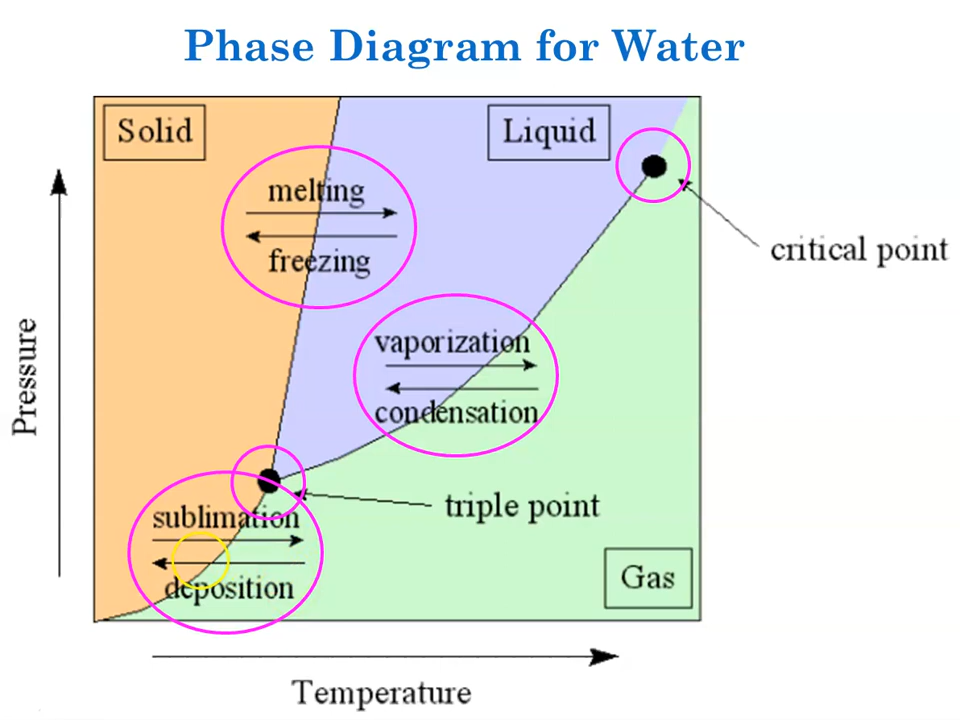 Phase Diagram for Water
Solid
Liquid
melting
freezing
critical point
vaporization
condensation
Pressure
triple point
sublimation
deposition
Gas
Temperature